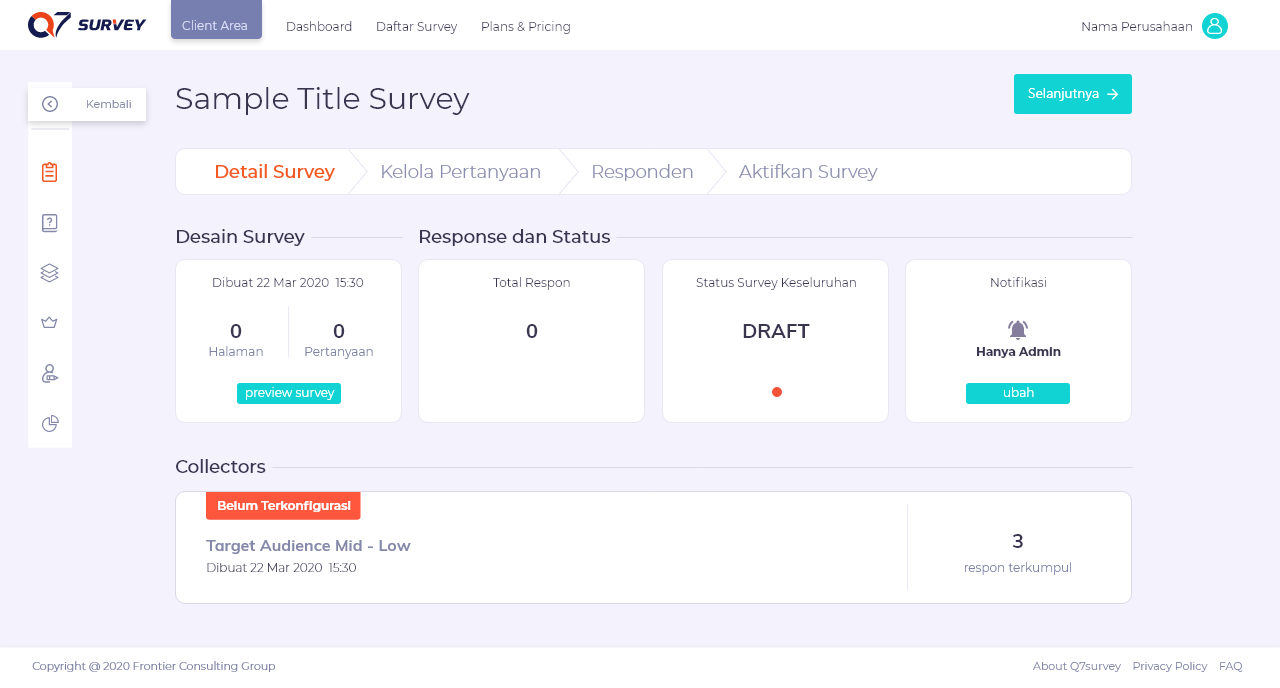 Q7 SURVEY
Client Area
Dashboard
Daftar Survey
Plans & Pricing
Nama Perusahaan
Kembali
Sample Title Survey
Selanjutnya
Detail Survey
Kelola Pertanyaan
Responden
Aktifkan Survey
Desain Survey
Response dan Status
Dibuat 22 Mar 2020 15:30
0
Halaman
0
Pertanyaan
preview survey
Total Respon
0
Status Survey Keseluruhan
DRAFT
Notifikasi
Hanya Admin
ubah
Collectors
Belum Terkonfigurasi
Target Audience Mid - Low
Dibuat 22 Mar 2020 15:30
3
respon terkumpul
Copyright @ 2020 Frontier Consulting Group
About Q7survey
Privacy Policy
FAQ